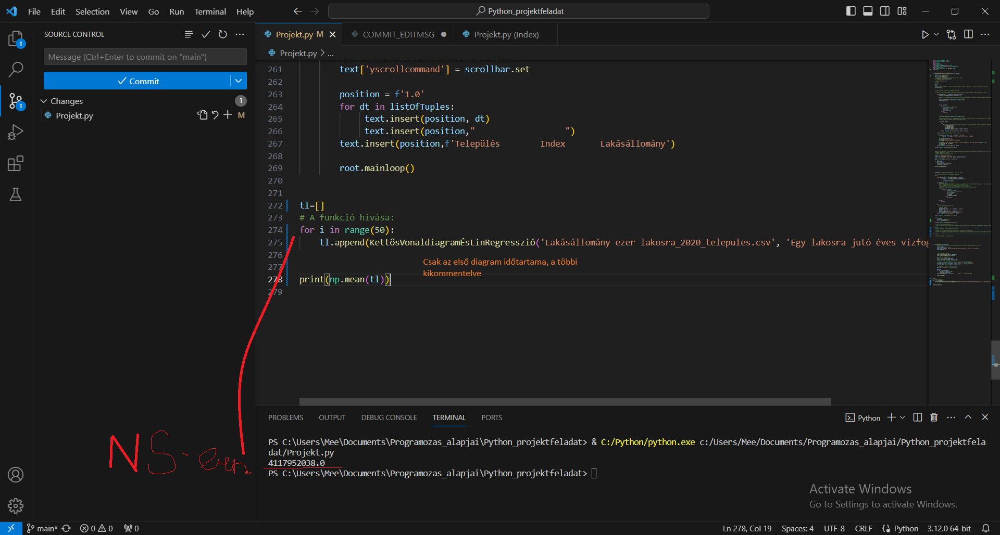 File Edit Selection View Go Run Terminal Help
Python_projektfeladat
SOURCE CONTROL
Message (Ctrl+Enter to commit on "main")
Commit
Changes 1
Projekt.py M
1
1
Projekt.py M
COMMIT_EDITMSG
Projekt.py (Index)
Projekt.py > ...
261 text['yscrollcommand'] = scrollbar.set
262
263 position = f'1.0'
264 for dt in listOfTuples:
265 text.insert(position, dt)
266 text.insert(position," ")
267 text.insert(position,f'Település Index Lakásállomány')
268
269 root.mainloop()
270
271
272 tl=[]
273 # A funkció hívása:
274 for i in range(50):
275 tl.append(KettősVonaldiagramÉsLinRegresszió('Lakásállomány ezer lakosra_2020_telepules.csv', 'Egy lakosra jutó éves vízfog
276
277
278 print(np.mean(tl))
279
Csak az első diagram időtartama, a többi
kikommentelve
NS-
PROBLEMS OUTPUT DEBUG CONSOLE TERMINAL PORTS
Python
PS C:\Users\Mee\Documents\Programozas_alapjai\Python_projektfeladat> & C:/Python/python.exe c:/Users/Mee/Documents/Programozas_alapjai/Python_projektfela
dat/Projekt.py
4117952038.0
PS C:\Users\Mee\Documents\Programozas_alapjai\Python_projektfeladat>
Activate Windows
Go to Settings to activate Windows.
main* 0 0 0
Ln 278, Col 19 Spaces: 4 UTF-8 CRLF Python 3.12.0 64-bit